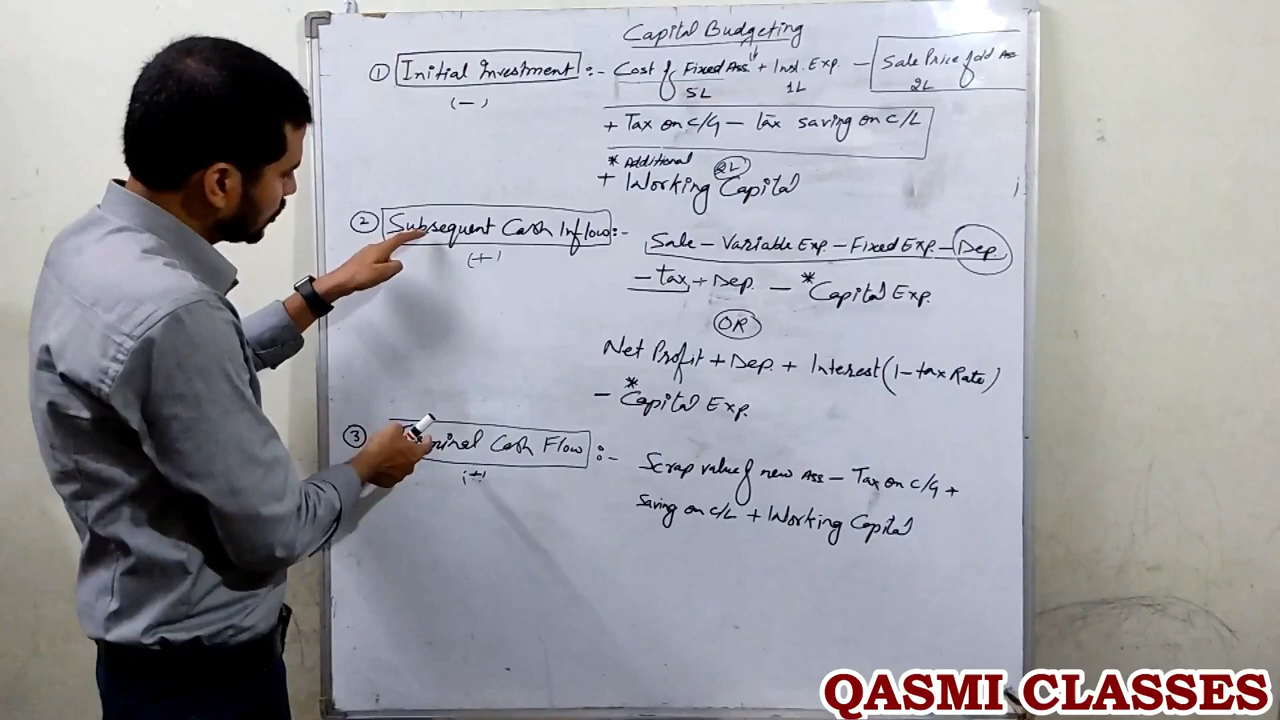 Capital Budgeting
① Initial Investment :- Cost of Fixed Ass. + Inst. Exp. - Sale Price of old Ass
5L 1L 2L
(-)
+ Tax on C/G - tax saving on C/L
* Additional 2L
+ Working Capital
② Subsequent Cash Inflow :-
(+)
Sale - Variable Exp. - Fixed Exp. - Dep.
- tax + Dep. - *Capital Exp.
OR
Net Profit + Dep. + Interest (1 - tax Rate)
- *Capital Exp.
③ Cash Flow :- Scrap value of new Ass - Tax on C/G +
(+)
Saving on C/L + Working Capital
QASMI CLASSES